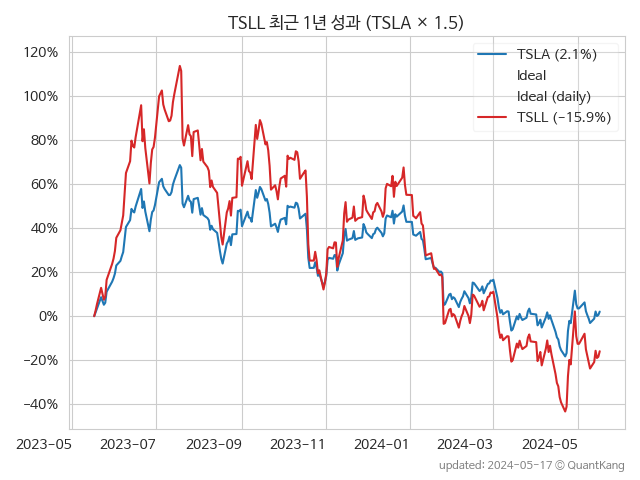 TSLL 최근 1년 성과 (TSLA × 1.5)
120%
100%
80%
60%
40%
20%
0%
−20%
−40%
TSLA (2.1%)
Ideal
Ideal (daily)
TSLL (−15.9%)
2023−05
2023−07
2023−09
2023−11
2024−01
2024−03
2024−05
updated: 2024−05−17 © QuantKang